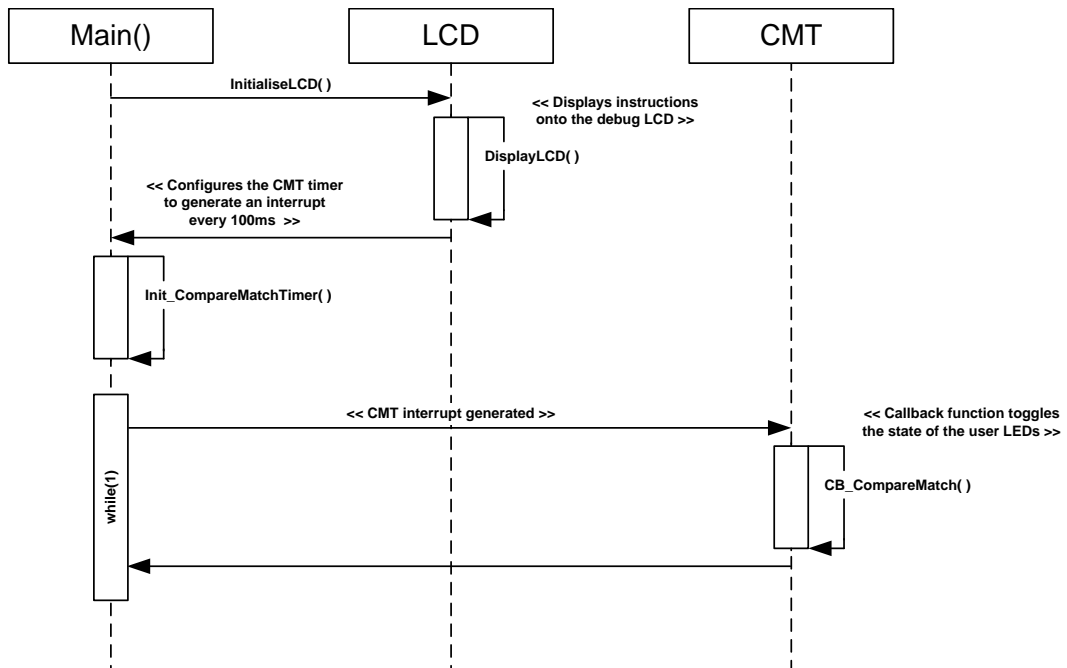 Main()
LCD
CMT
InitialiseLCD( )
<< Displays instructions
onto the debug LCD >>
DisplayLCD( )
<< Configures the CMT timer
to generate an interrupt
every 100ms  >>
Init_CompareMatchTimer( )
<< CMT interrupt generated >>
<< Callback function toggles
the state of the user LEDs >>
CB_CompareMatch( )
while(1)